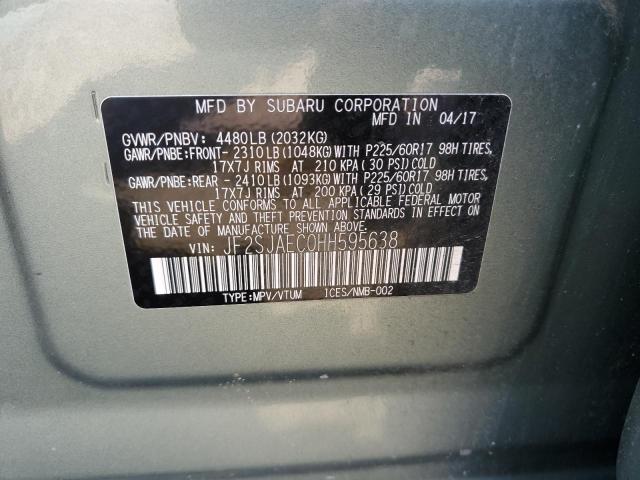 MFD BY SUBARU CORPORATION
MFD IN 04/17
GVWR/PNBV: 4480LB(2032KG)
GAWR/PNBE:FRONT-2310LB(1048KG)WITH P225/60R17 98H TIRES,
17X7J RIMS AT 210 KPA(30 PSI)COLD
GAWR/PNBE:REAR -2410LB(1093KG)WITH P225/60R17 98H TIRES,
17X7J RIMS AT 200 KPA(29 PSI)COLD
THIS VEHICLE CONFORMS TO ALL APPLICABLE FEDERAL MOTOR
VEHICLE SAFETY AND THEFT PREVENTION STANDARDS IN EFFECT ON
THE DATE OF MANUFACTURE SHOWN ABOVE.
VIN: JF2SJAEC0HH595638
TYPE:MPV/VTUM ICES/NMB-002